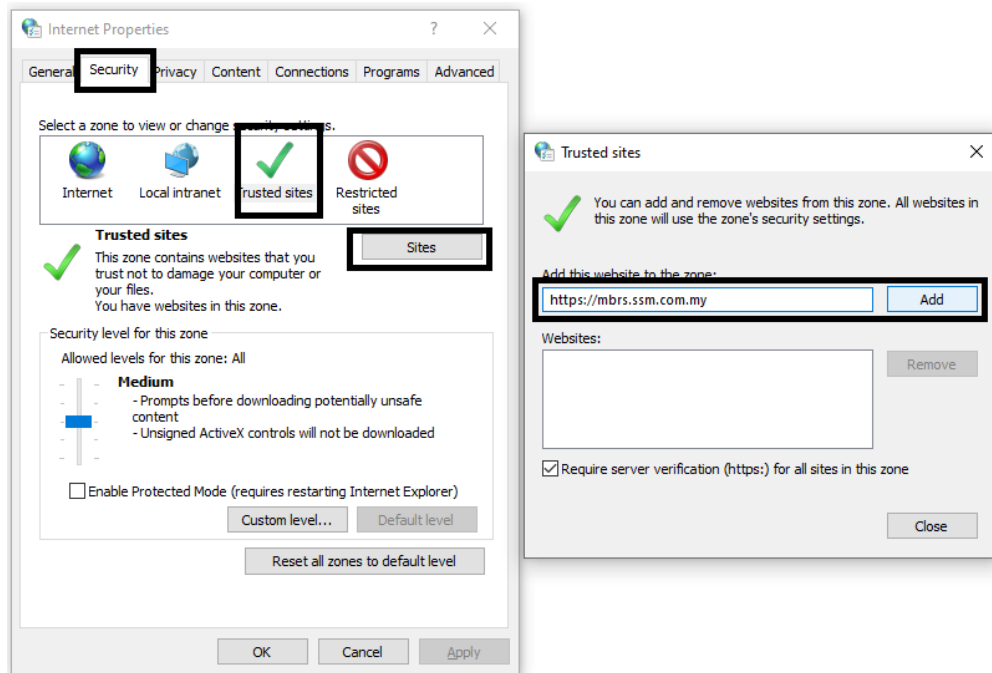 Internet Properties
?
General Security Privacy Content Connections Programs Advanced
Select a zone to view or change security settings.
Internet Local intranet Trusted sites Restricted
sites
Trusted sites
Sites
This zone contains websites that you
trust not to damage your computer or
your files.
You have websites in this zone.
Security level for this zone
Allowed levels for this zone: All
Medium
- Prompts before downloading potentially unsafe
content
- Unsigned ActiveX controls will not be downloaded
Enable Protected Mode (requires restarting Internet Explorer)
Custom level... Default level
Reset all zones to default level
OK Cancel Apply
Trusted sites
You can add and remove websites from this zone. All websites in
this zone will use the zone's security settings.
Add this website to the zone:
https://mbrs.ssm.com.my Add
Websites:
Remove
Require server verification (https:) for all sites in this zone
Close